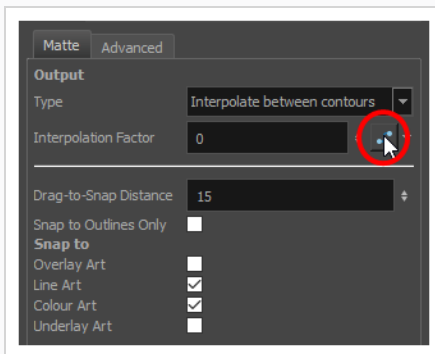 Matte Advanced
Output
Type Interpolate between contours
Interpolation Factor 0
Drag-to-Snap Distance 15
Snap to Outlines Only
Snap to
Overlay Art
Line Art
Colour Art
Underlay Art